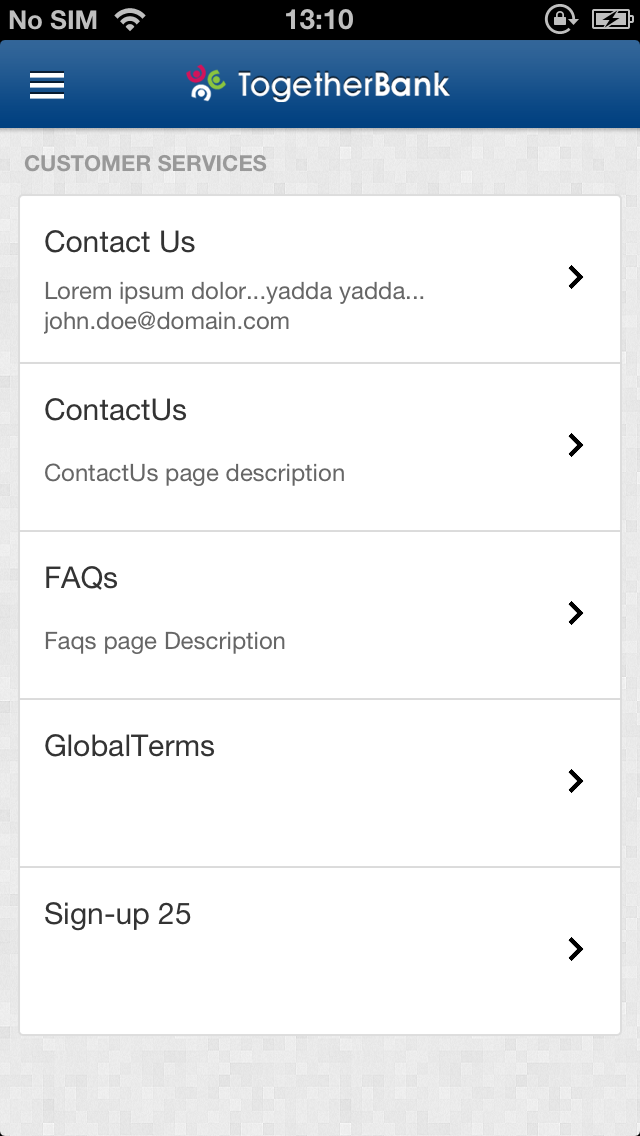 No SIM 13:10
TogetherBank
CUSTOMER SERVICES
Contact Us
Lorem ipsum dolor...yadda yadda...
john.doe@domain.com
ContactUs
ContactUs page description
FAQs
Faqs page Description
GlobalTerms
Sign-up 25